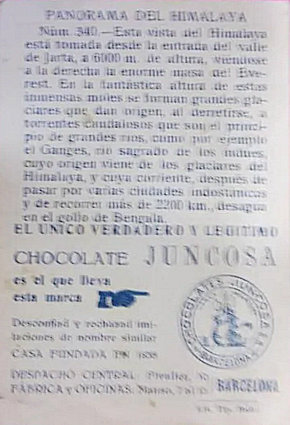 PANORAMA DEL HIMALAYA
Núm. 340.—Esta vista del Himalaya
está tomada desde la entrada del valle
de Jarta, a 6000 m. de altura, viéndose
a la derecha la enorme masa del Eve-
rest. En la fantástica altura de estas
inmensas moles se forman grandes gla-
ciares que dan origen, al derretirse, a
torrentes caudalosos que son el princi-
pio de grandes ríos, como por ejemplo
el Ganges, río sagrado de los indues,
cuyo origen viene de los glaciares del
Himalaya, y cuya corriente, después de
pasar por varias ciudades indostánicas
y de recorrer más de 2200 km., desagua
en el golfo de Bengala.
EL UNICO VERDADERO Y LEGITIMO
CHOCOLATE JUNCOSA
es el que lleva
esta marca
CHOCOLATES JUNCOSA
BARCELONA
Desconfiad y rechazad imi-
taciones de nombre similar
CASA FUNDADA EN
DESPACHO CENTRAL:
FÁBRICA y OFICINAS:
BARCELONA